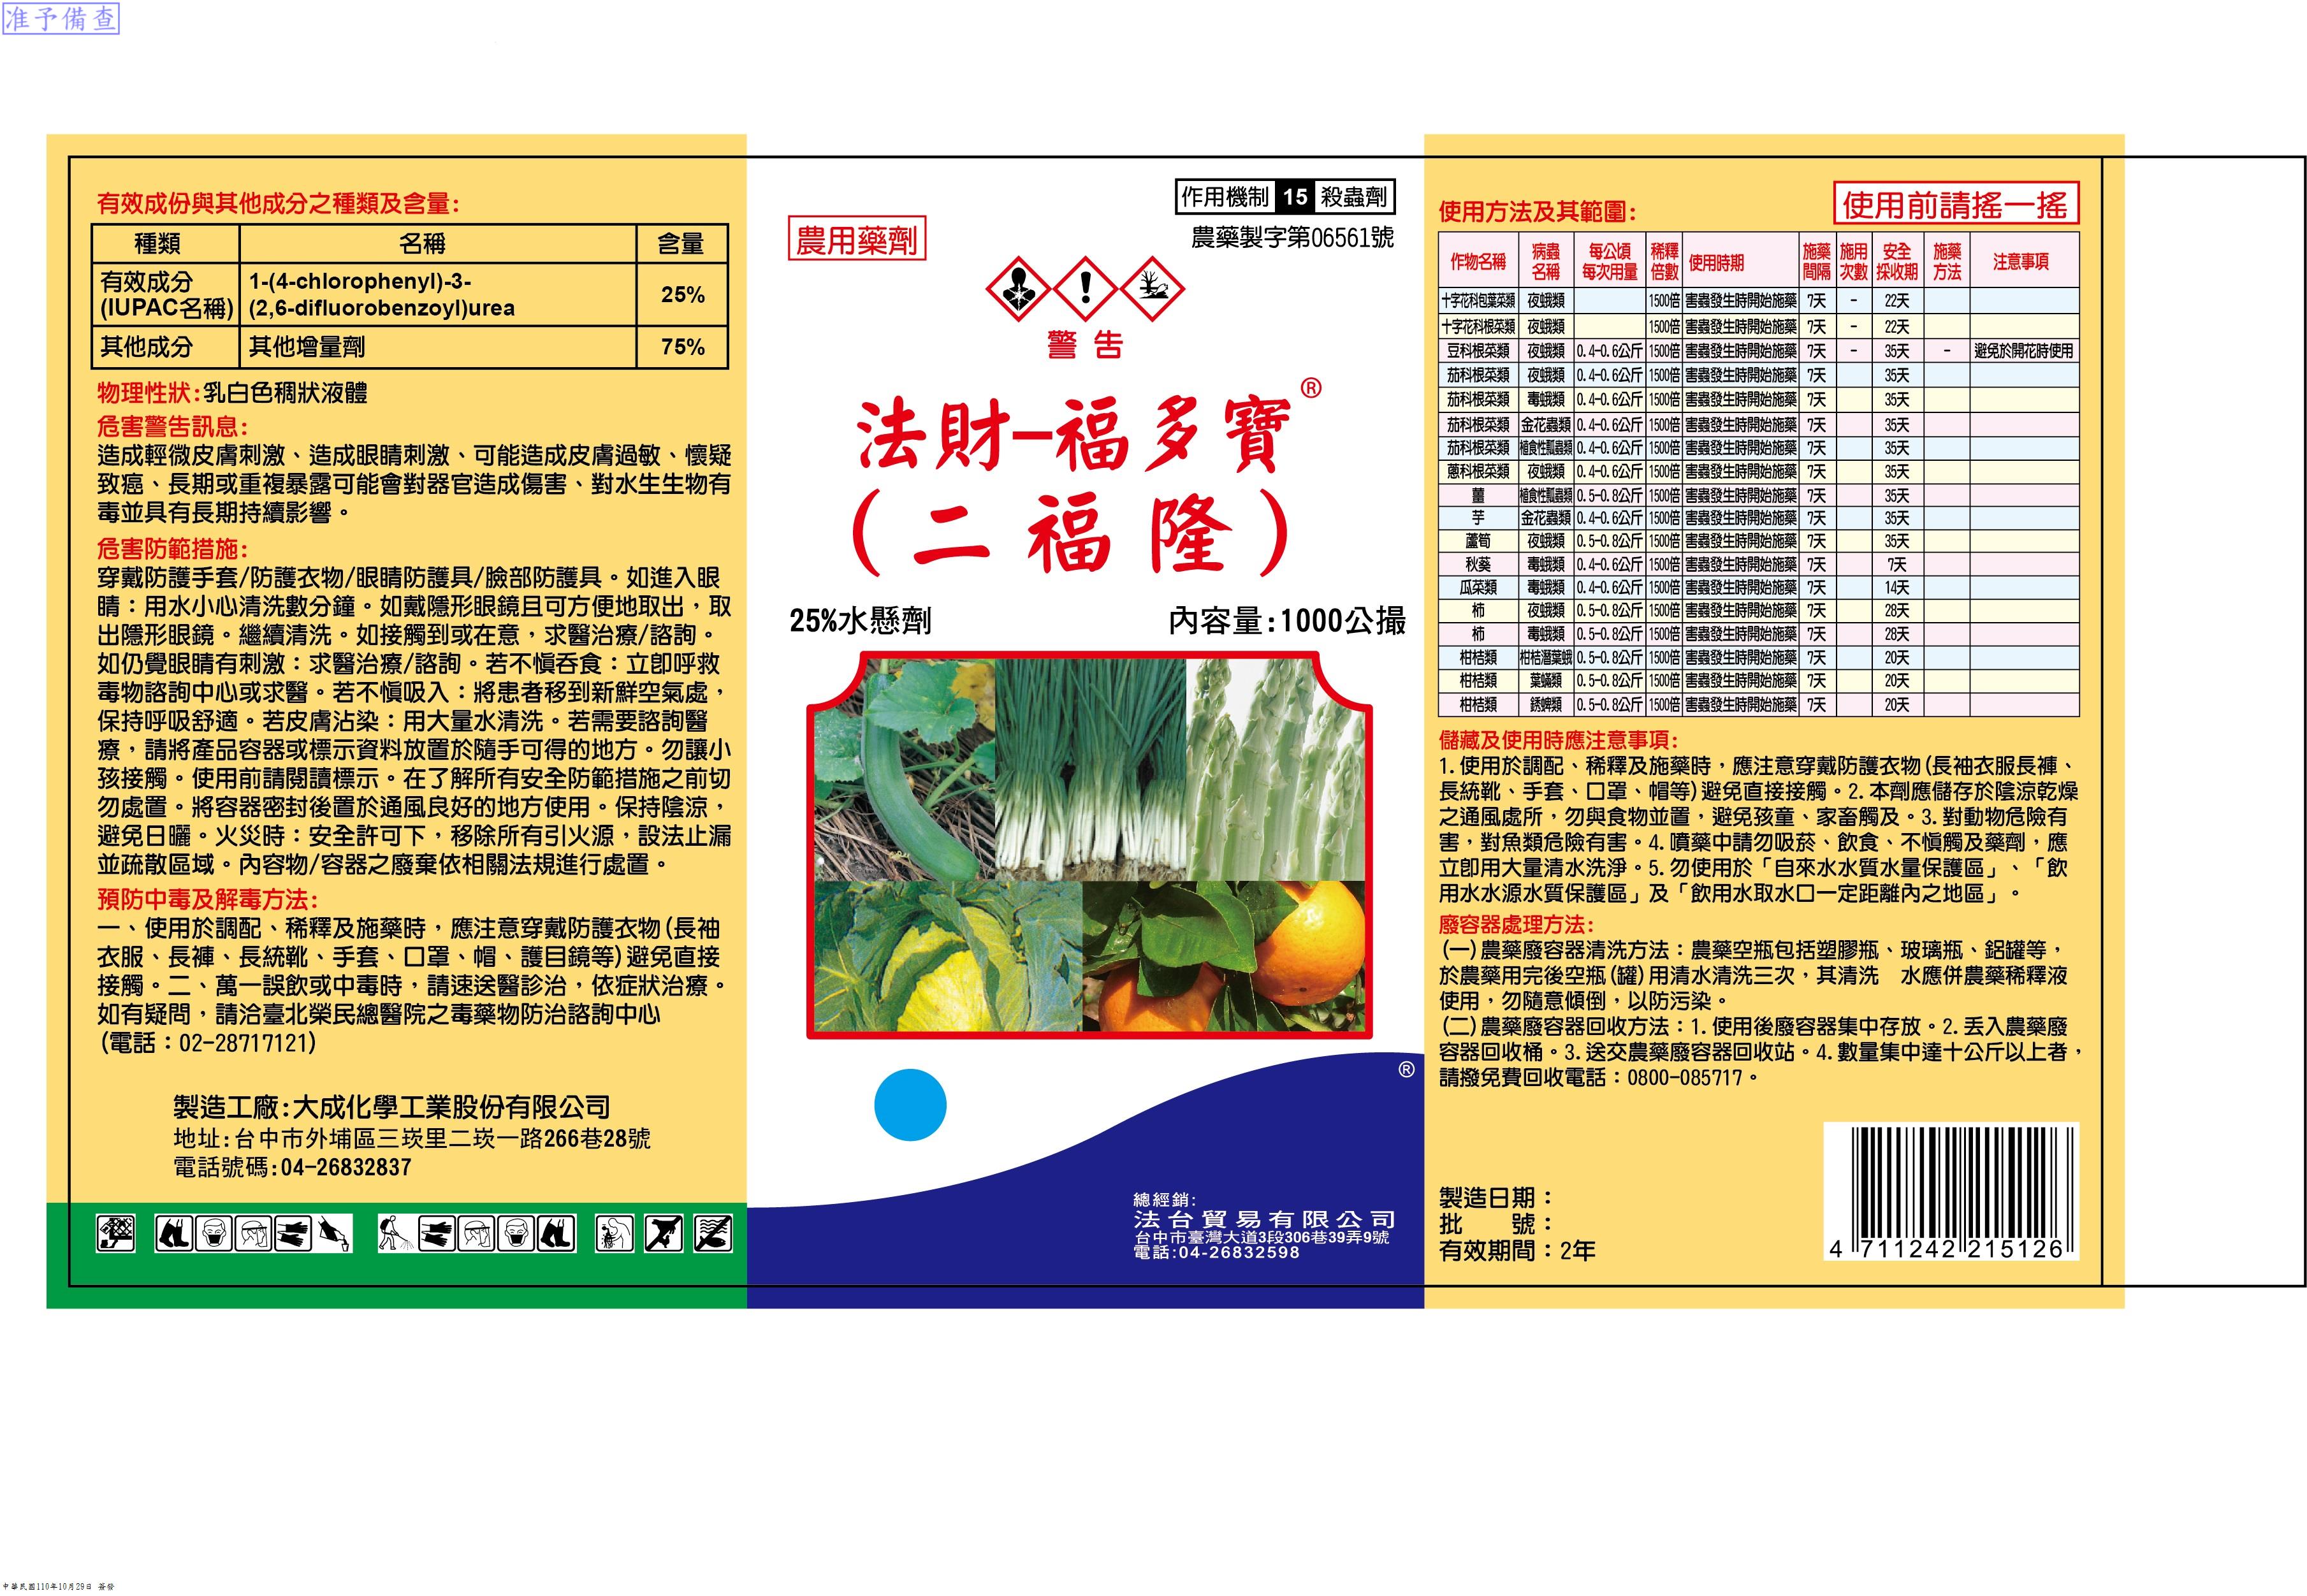 准予備查
有效成份與其他成分之種類及含量:
種類 名稱 含量
有效成分 1-(4-chlorophenyl)-3-
(IUPAC名稱) (2,6-difluorobenzoyl)urea 25%
其他成分 其他增量劑 75%
物理性狀:乳白色稠狀液體
危害警告訊息:
造成輕微皮膚刺激、造成眼睛刺激、可能造成皮膚過敏、懷疑
致癌、長期或重複暴露可能會對器官造成傷害、對水生生物有
毒並具有長期持續影響。
危害防範措施:
穿戴防護手套/防護衣物/眼睛防護具/臉部防護具。如進入眼
睛：用水小心清洗數分鐘。如戴隱形眼鏡且可方便地取出，取
出隱形眼鏡。繼續清洗。如接觸到或在意，求醫治療/諮詢。
如仍覺眼睛有刺激：求醫治療/諮詢。若不慎吞食：立即呼救
毒物諮詢中心或求醫。若不慎吸入：將患者移到新鮮空氣處，
保持呼吸舒適。若皮膚沾染：用大量水清洗。若需要諮詢醫
療，請將產品容器或標示資料放置於隨手可得的地方。勿讓小
孩接觸。使用前請閱讀標示。在了解所有安全防範措施之前切
勿處置。將容器密封後置於通風良好的地方使用。保持陰涼，
避免日曬。火災時：安全許可下，移除所有引火源，設法止漏
並疏散區域。內容物/容器之廢棄依相關法規進行處置。
預防中毒及解毒方法:
一、使用於調配、稀釋及施藥時，應注意穿戴防護衣物(長袖
衣服、長褲、長統靴、手套、口罩、帽、護目鏡等)避免直接
接觸。二、萬一誤飲或中毒時，請速送醫診治，依症狀治療。
如有疑問，請洽臺北榮民總醫院之毒藥物防治諮詢中心
(電話：02-28717121)
製造工廠:大成化學工業股份有限公司
地址:台中市外埔區三崁里二崁一路266巷28號
電話號碼:04-26832837
作用機制 15 殺蟲劑
農用藥劑
農藥製字第06561號
警告
法財—福多寶®
(二福隆)
25%水懸劑 內容量:1000公撮
®
總經銷:
法台貿易有限公司
台中市臺灣大道3段306巷39弄9號
電話:04-26832598
使用方法及其範圍: 使用前請搖一搖
作物名稱 病蟲名稱 每公頃每次用量 稀釋倍數 使用時期 施藥間隔 施用次數 安全採收期 施藥方法 注意事項
十字花科包葉菜類 夜蛾類 1500倍 害蟲發生時開始施藥 7天 - 22天
十字花科根菜類 夜蛾類 1500倍 害蟲發生時開始施藥 7天 - 22天
豆科根菜類 夜蛾類 0.4-0.6公斤 1500倍 害蟲發生時開始施藥 7天 - 35天 - 避免於開花時使用
茄科根菜類 夜蛾類 0.4-0.6公斤 1500倍 害蟲發生時開始施藥 7天 35天
茄科根菜類 毒蛾類 0.4-0.6公斤 1500倍 害蟲發生時開始施藥 7天 35天
茄科根菜類 金花蟲類 0.4-0.6公斤 1500倍 害蟲發生時開始施藥 7天 35天
茄科根菜類 植食性瓢蟲類 0.4-0.6公斤 1500倍 害蟲發生時開始施藥 7天 35天
蔥科根菜類 夜蛾類 0.4-0.6公斤 1500倍 害蟲發生時開始施藥 7天 35天
薑 植食性瓢蟲類 0.5-0.8公斤 1500倍 害蟲發生時開始施藥 7天 35天
芋 金花蟲類 0.4-0.6公斤 1500倍 害蟲發生時開始施藥 7天 35天
蘆筍 夜蛾類 0.5-0.8公斤 1500倍 害蟲發生時開始施藥 7天 35天
秋葵 毒蛾類 0.4-0.6公斤 1500倍 害蟲發生時開始施藥 7天 7天
瓜菜類 毒蛾類 0.4-0.6公斤 1500倍 害蟲發生時開始施藥 7天 14天
柿 夜蛾類 0.5-0.8公斤 1500倍 害蟲發生時開始施藥 7天 28天
柿 毒蛾類 0.5-0.8公斤 1500倍 害蟲發生時開始施藥 7天 28天
柑桔類 柑桔潛葉蛾 0.5-0.8公斤 1500倍 害蟲發生時開始施藥 7天 20天
柑桔類 葉蟎類 0.5-0.8公斤 1500倍 害蟲發生時開始施藥 7天 20天
柑桔類 銹蜱類 0.5-0.8公斤 1500倍 害蟲發生時開始施藥 7天 20天
儲藏及使用時應注意事項:
1.使用於調配、稀釋及施藥時，應注意穿戴防護衣物(長袖衣服長褲、
長統靴、手套、口罩、帽等)避免直接接觸。2.本劑應儲存於陰涼乾燥
之通風處所，勿與食物並置，避免孩童、家畜觸及。3.對動物危險有
害，對魚類危險有害。4.噴藥中請勿吸菸、飲食、不慎觸及藥劑，應
立即用大量清水洗淨。5.勿使用於「自來水水質水量保護區」、「飲
用水水源水質保護區」及「飲用水取水口一定距離內之地區」。
廢容器處理方法:
(一)農藥廢容器清洗方法：農藥空瓶包括塑膠瓶、玻璃瓶、鋁罐等，
於農藥用完後空瓶(罐)用清水清洗三次，其清洗 水應併農藥稀釋液
使用，勿隨意傾倒，以防污染。
(二)農藥廢容器回收方法：1.使用後廢容器集中存放。2.丟入農藥廢
容器回收桶。3.送交農藥廢容器回收站。4.數量集中達十公斤以上者，
請撥免費回收電話：0800-085717。
製造日期：
批 號：
有效期間：2年
4 711242 215126
中華民國110年10月29日 簽發